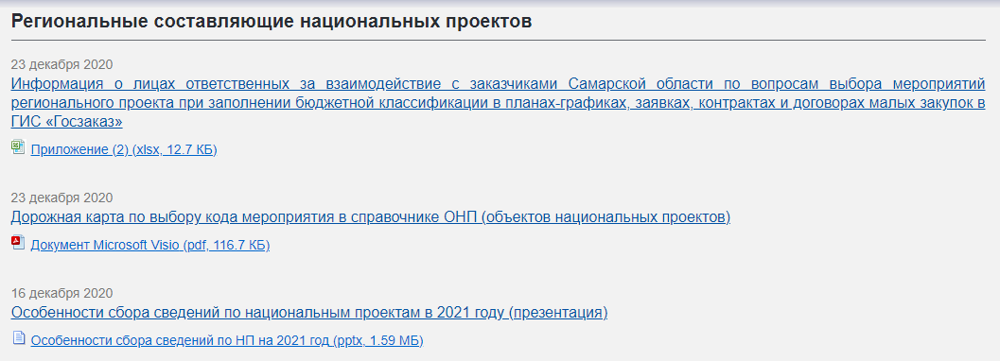 Региональные составляющие национальных проектов
23 декабря 2020
Информация о лицах ответственных за взаимодействие с заказчиками Самарской области по вопросам выбора мероприятий
регионального проекта при заполнении бюджетной классификации в планах-графиках, заявках, контрактах и договорах малых закупок в
ГИС «Госзаказ»
Приложение (2) (xlsx, 12.7 КБ)
23 декабря 2020
Дорожная карта по выбору кода мероприятия в справочнике ОНП (объектов национальных проектов)
Документ Microsoft Visio (pdf, 116.7 КБ)
16 декабря 2020
Особенности сбора сведений по национальным проектам в 2021 году (презентация)
Особенности сбора сведений по НП на 2021 год (pptx, 1.59 МБ)